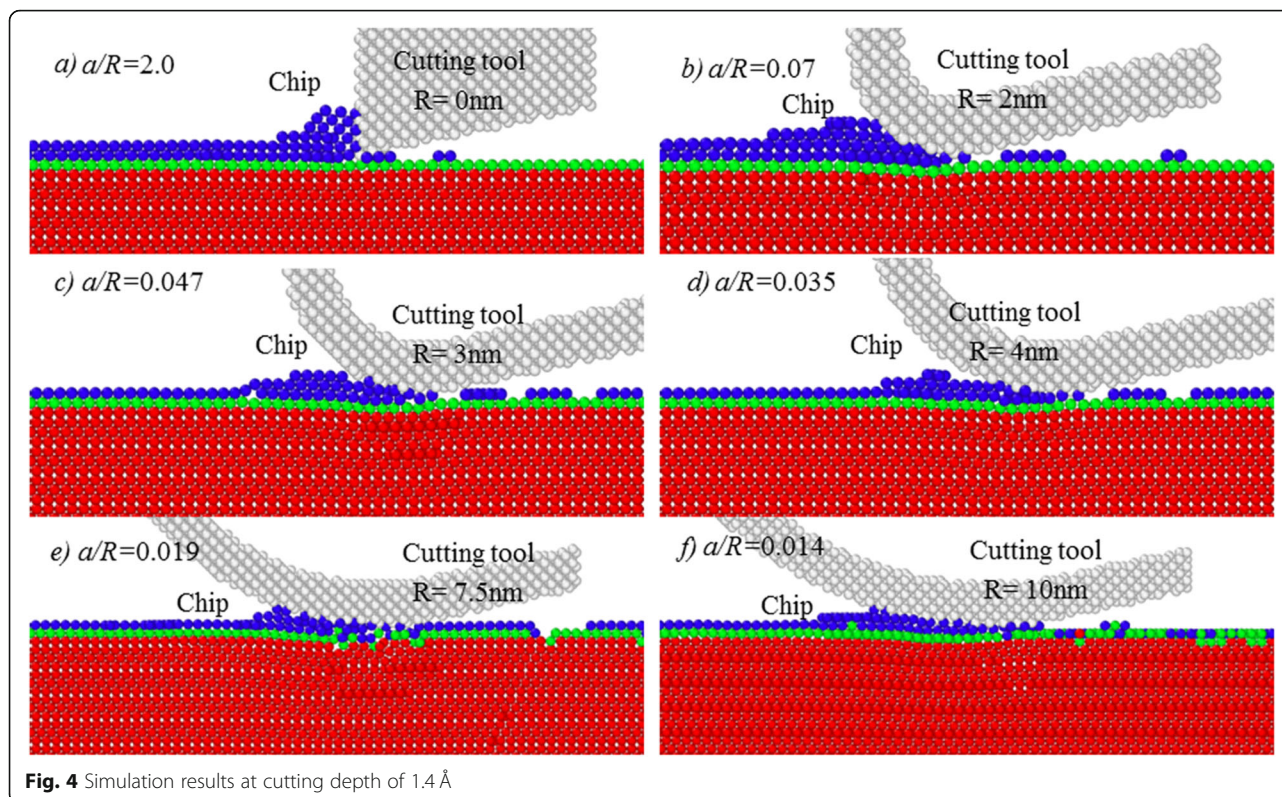 a) a/R=2.0
Chip
Cutting tool
R= 0nm
b) a/R=0.07
Chip
Cutting tool
R= 2nm
c) a/R=0.047
Chip
Cutting tool
R= 3nm
d) a/R=0.035
Chip
Cutting tool
R= 4nm
e) a/R=0.019
Chip
Cutting tool
R= 7.5nm
f) a/R=0.014
Chip
Cutting tool
R= 10nm
Fig. 4 Simulation results at cutting depth of 1.4 Å